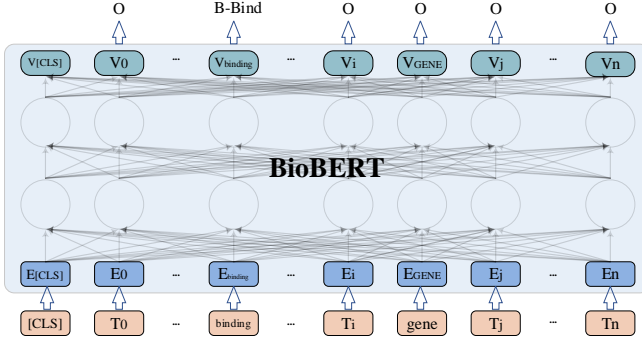 O B-Bind O O O O
V[CLS] V0 ... Vbinding ... Vi VGENE Vj ... Vn
BioBERT
E[CLS] E0 ... Ebinding ... Ei EGENE Ej ... En
[CLS] T0 ... binding ... Ti gene Tj ... Tn